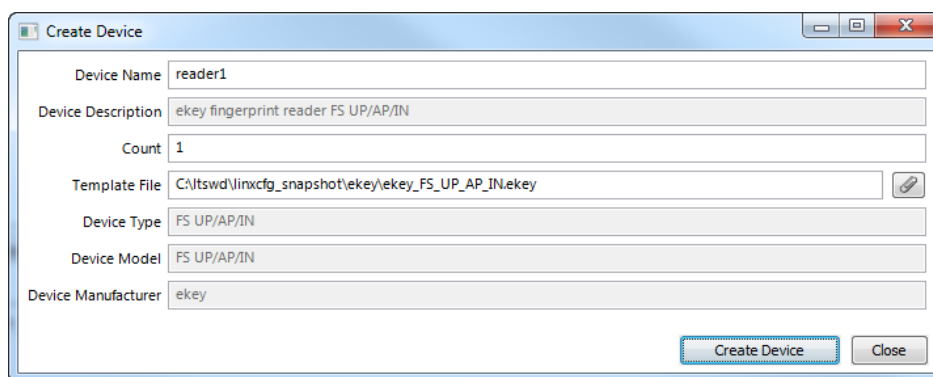 Create Device
Device Name reader1
Device Description ekey fingerprint reader FS UP/AP/IN
Count 1
Template File C:\ltswd\linxcfg_snapshot\ekey\ekey_FS_UP_AP_IN.ekey
Device Type FS UP/AP/IN
Device Model FS UP/AP/IN
Device Manufacturer ekey
Create Device Close